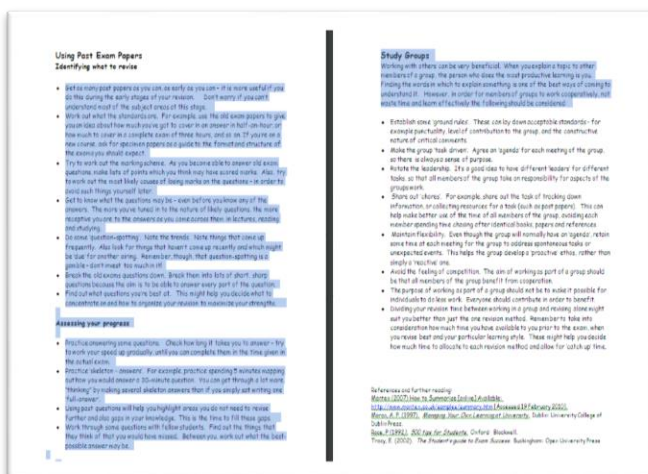 Using Past Exam Papers
Identifying what to revise
Get as many past papers as you can, as early as you can – it is more useful if you
do this during the early stages of your revision. Don't worry if you can't
understand most of the subject areas at this stage.
Work out what the standards are. For example, use the old exam papers to give
you an idea about how much you've got to cover in an answer in half-an-hour, or
how much to cover in a complete exam of three hours, and so on. If you're on a
new course, ask for specimen papers as a guide to the format and structure of
the exams you should expect.
Try to work out the marking scheme. As you become able to answer old exam
questions, make lots of points which you think may have scored marks. Also, try
to work out the most likely causes of losing marks on the questions – in order to
avoid such things yourself later.
Get to know what the questions may be – even before you know any of the
answers. The more you've tuned in to the nature of likely questions, the more
receptive you are to the answers as you come across them in lectures, reading
and studying.
Do some 'question-spotting'. Note the trends. Note things that come up
frequently. Also look for things that haven't come up recently and which might
be due for another airing. Remember, though, that question-spotting is a
gamble – don't invest too much in it!
Break the old exams questions down. Break them into lots of short, sharp
questions because the aim is to be able to answer every part of the question.
Find out what questions you're best at. This might help you decide what to
concentrate on and how to organize your revision to maximize your strengths.
Assessing your progress
Practice answering some questions. Check how long it takes you to answer – try
to work your speed up gradually until you can complete them in the time given in
the actual exam.
Practice skeleton – answers'. For example, practice spending 5 minutes mapping
out how you would answer a 30-minute question. You can get through a lot more
"thinking" by making several skeleton answers than if you simply sat writing one
'full-answer'.
Using past questions will help you highlight areas you do not need to revise
further and also gaps in your knowledge. This is the time to fill these gaps.
Work through some questions with fellow students. Find out the things that
they think of that you would have missed. Between you, work out what the best-
possible answer may be.
Study Groups
Working with others can be very beneficial. When you explain a topic to other
members of a group, the person who does the most productive learning is you.
Finding the words in which to explain something is one of the best ways of coming to
understand it! However, in order for members of groups to work cooperatively, not
waste time and learn effectively the following should be considered:
Establish some 'ground rules'. These can lay down acceptable standards – for
example punctuality, level of contribution to the group, and the constructive
nature of critical comments.
Make the group 'task driven'. Agree an 'agenda' for each meeting of the group,
so there is always a sense of purpose.
Rotate the leadership. It's a good idea to have different 'leaders' for different
tasks, so that all members of the group take on responsibility for aspects of the
groups work.
'Share out 'chores'. For example, share out the task of tracking down
information, or collecting resources for a task (such as past papers). This can
help make better use of the time of all members of the group, avoiding each
member spending time chasing after identical books, papers and references.
Maintain flexibility. Even though the group will normally have an 'agenda', retain
some time at each meeting for the group to address spontaneous tasks or
unexpected events. This helps the group develop a 'proactive' ethos, rather than
simply a 'reactive' one.
Avoid the feeling of competition. The aim of working as part of a group should
be that all members of the group benefit from cooperation.
The purpose of working as part of a group should not be to make it possible for
individuals to do less work. Everyone should contribute in order to benefit.
Dividing your revision time between working in a group and revising alone might
suit you better than just the one revision method. Remember to take into
consideration how much time you have available to you prior to the exam, when
you revise best and your particular learning style. These might help you decide
how much time to allocate to each revision method and allow for 'catch up' time.
References and further reading:
(2007) How to Summarize [online] Available:
[Accessed 19 February 2010].
(1997). Managing Your Own Learning at University. Dublin: University College of
Dublin Press.
Race, P (1992). 500 tips for Students. Oxford: Blackwell.
Tracy, E. (2002). The Student's guide to Exam Success. Buckingham: Open University Press